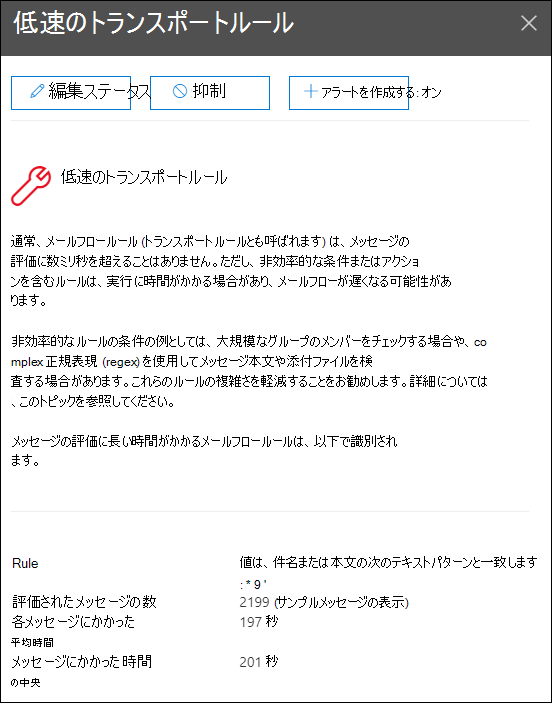 低速のトランスポートルール
編集ステータス 抑制 アラートを作成する: オン
低速のトランスポートルール
通常、メールフロールール (トランスポートルールとも呼ばれます) は、メッセージの
評価に数ミリ秒を超えることはありません。ただし、非効率的な条件またはアクショ
ンを含むルールは、実行に時間がかかる場合があり、メールフローが遅くなる可能性があ
ります。
非効率的なルールの条件の例としては、大規模なグループのメンバーをチェックする場合や、co
mplex 正規表現 (regex) を使用してメッセージ本文や添付ファイルを検
査する場合があります。これらのルールの複雑さを軽減することをお勧めします。詳細については
、このトピックを参照してください。
メッセージの評価に長い時間がかかるメールフロールールは、以下で識別され
ます。
Rule 値は、件名または本文の次のテキストパターンと一致します
: * 9 '
評価されたメッセージの数 2199 (サンプルメッセージの表示)
各メッセージにかかった 197 秒
平均時間
メッセージにかかった時間 201 秒
の中央